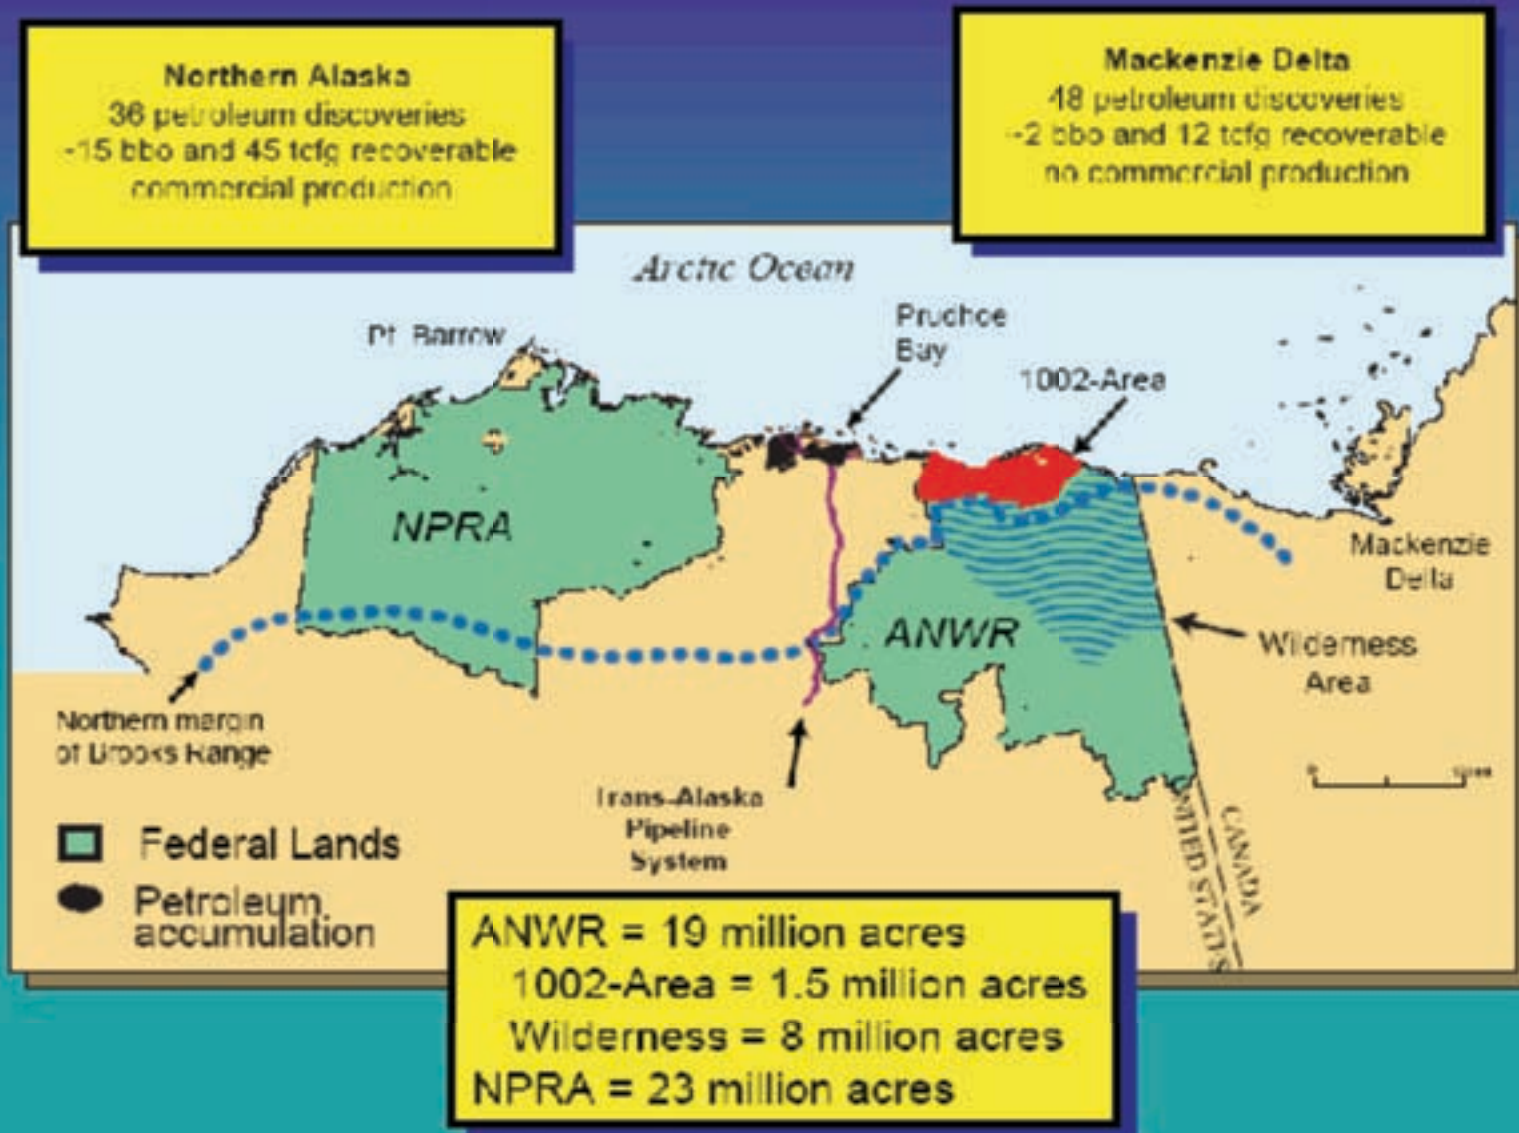 Northern Alaska
36 petroleum discoveries
~15 bbo and 45 tcfg recoverable
commercial production
Mackenzie Delta
48 petroleum discoveries
~2 bbo and 12 tcfg recoverable
no commercial production
Arctic Ocean
Pt. Barrow
Prudhoe
Bay
1002-Area
NPRA
ANWR
Mackenzie
Delta
Wilderness
Area
Northern margin
of Brooks Range
Trans-Alaska
Pipeline
System
0
CANADA
UNITED STATES
Federal Lands
Petroleum
accumulation
ANWR = 19 million acres
1002-Area = 1.5 million acres
Wilderness = 8 million acres
NPRA = 23 million acres